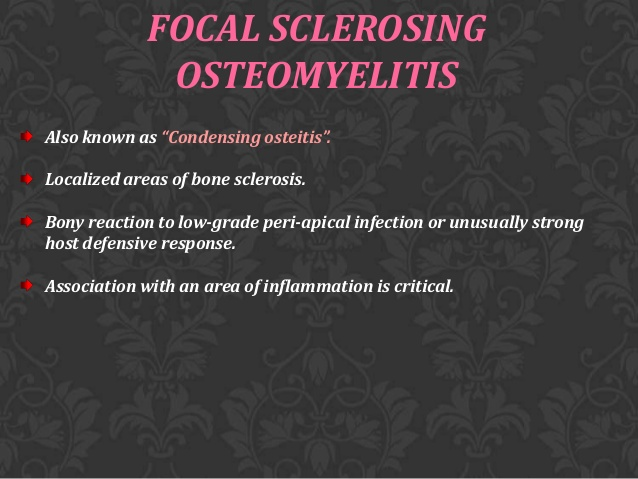 FOCAL SCLEROSING
OSTEOMYELITIS
Also known as “Condensing osteitis”.
Localized areas of bone sclerosis.
Bony reaction to low-grade peri-apical infection or unusually strong
host defensive response.
Association with an area of inflammation is critical.